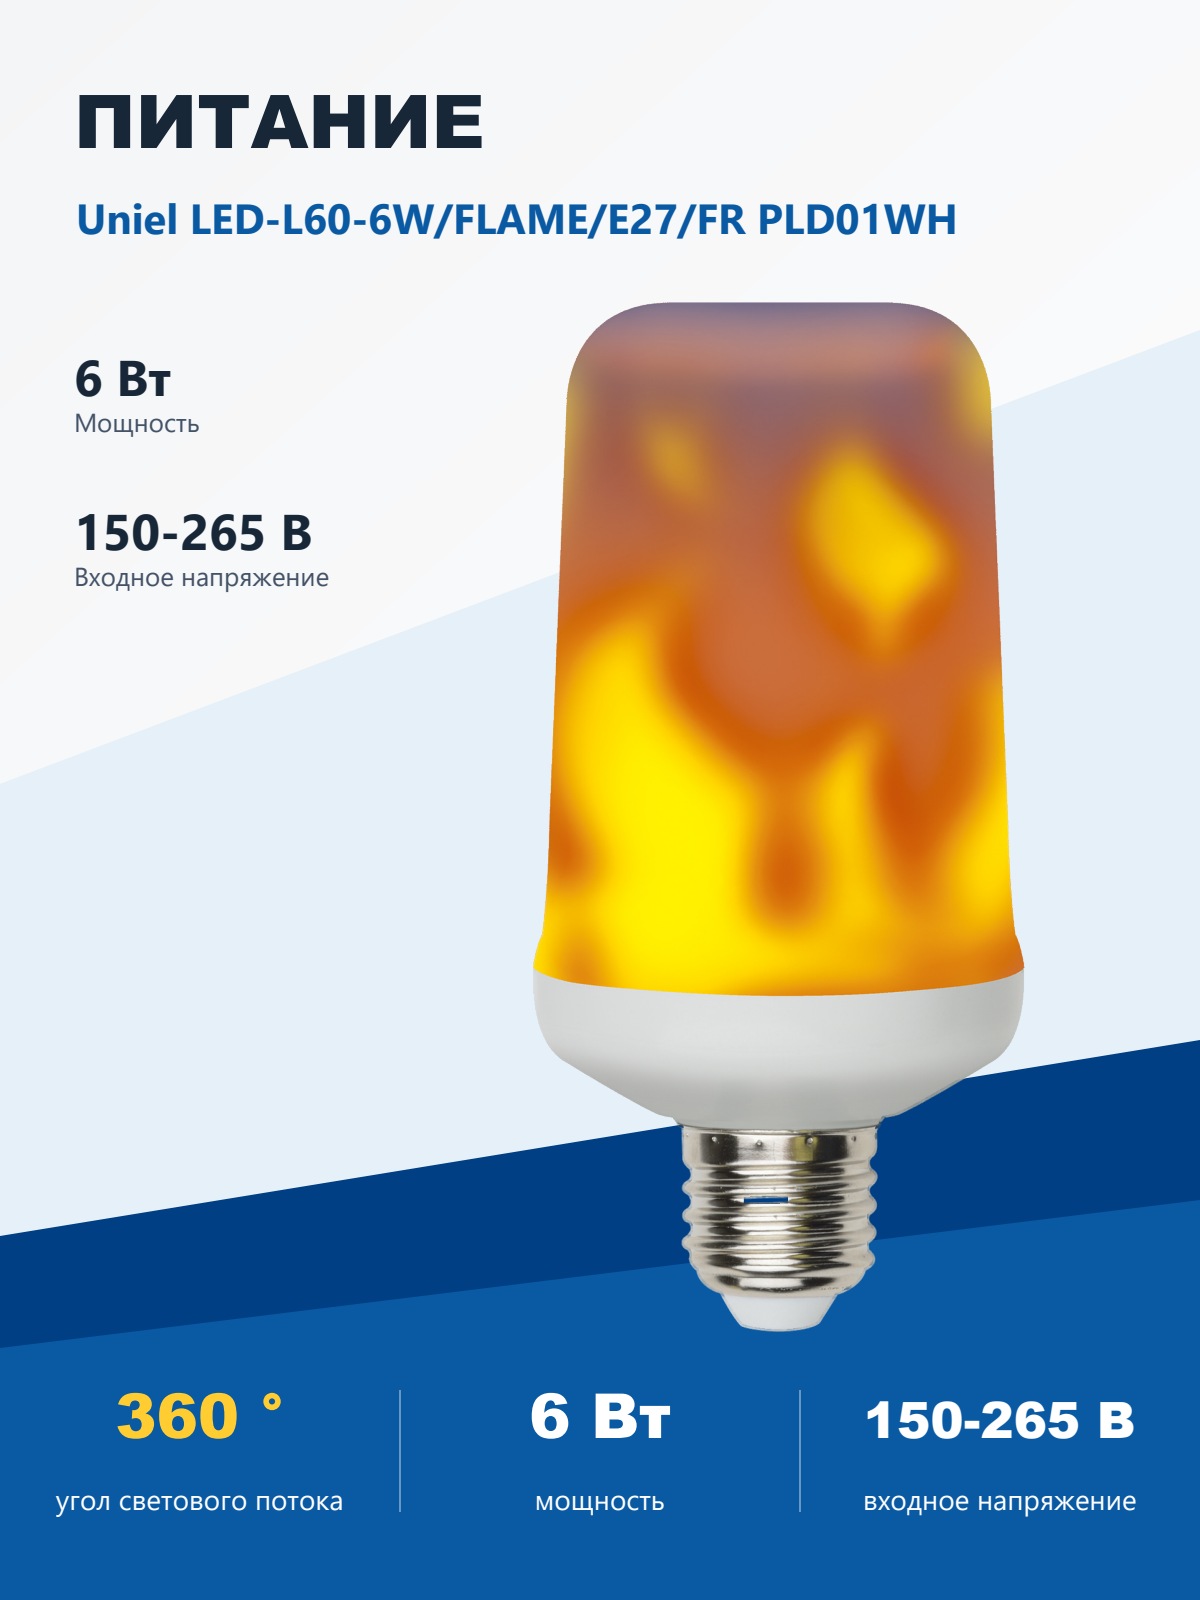 ПИТАНИЕ
Uniel LED-L60-6W/FLAME/E27/FR PLD01WH
6 Вт
Мощность
150-265 В
Входное напряжение
360 °
угол светового потока
6 Вт
мощность
150-265 В
входное напряжение